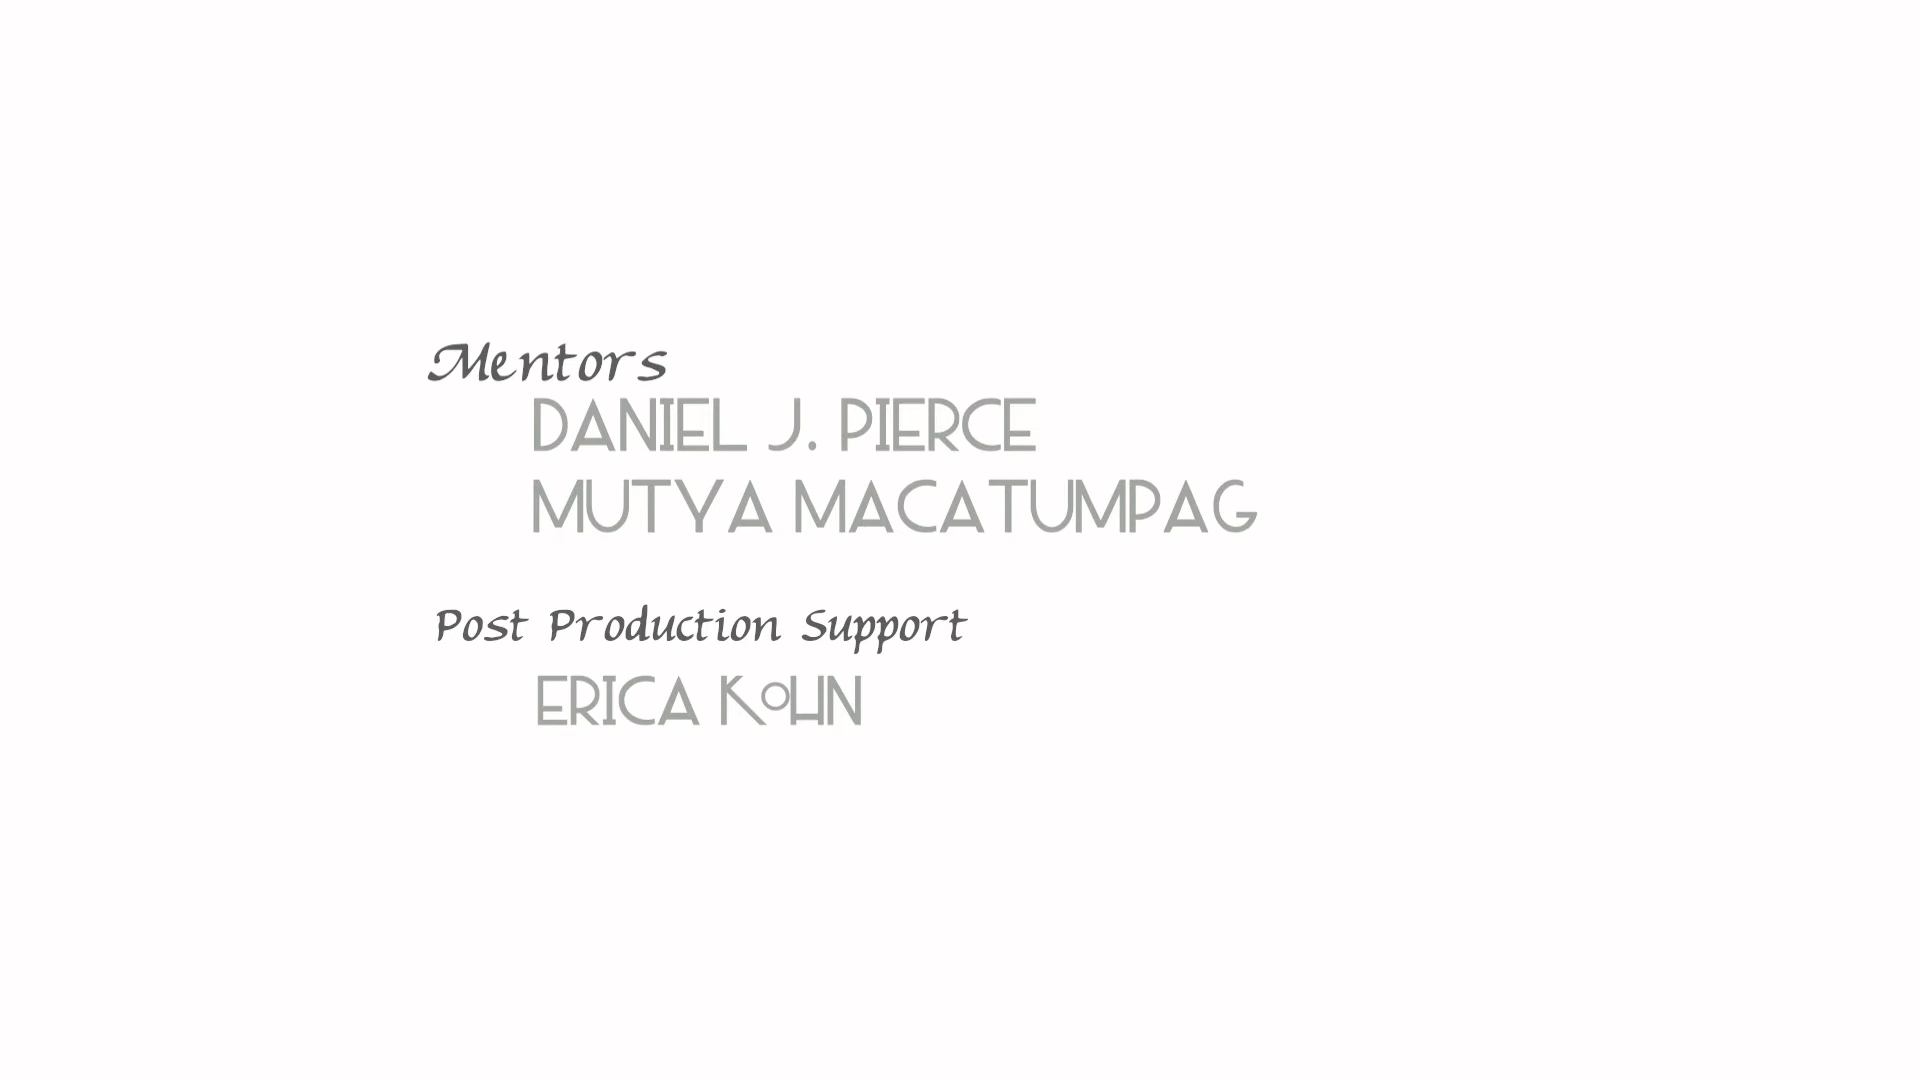 Mentors
DANIEL J. PIERCE
MUTYA MACATUMPAG
Post Production Support
ERICA KOHN